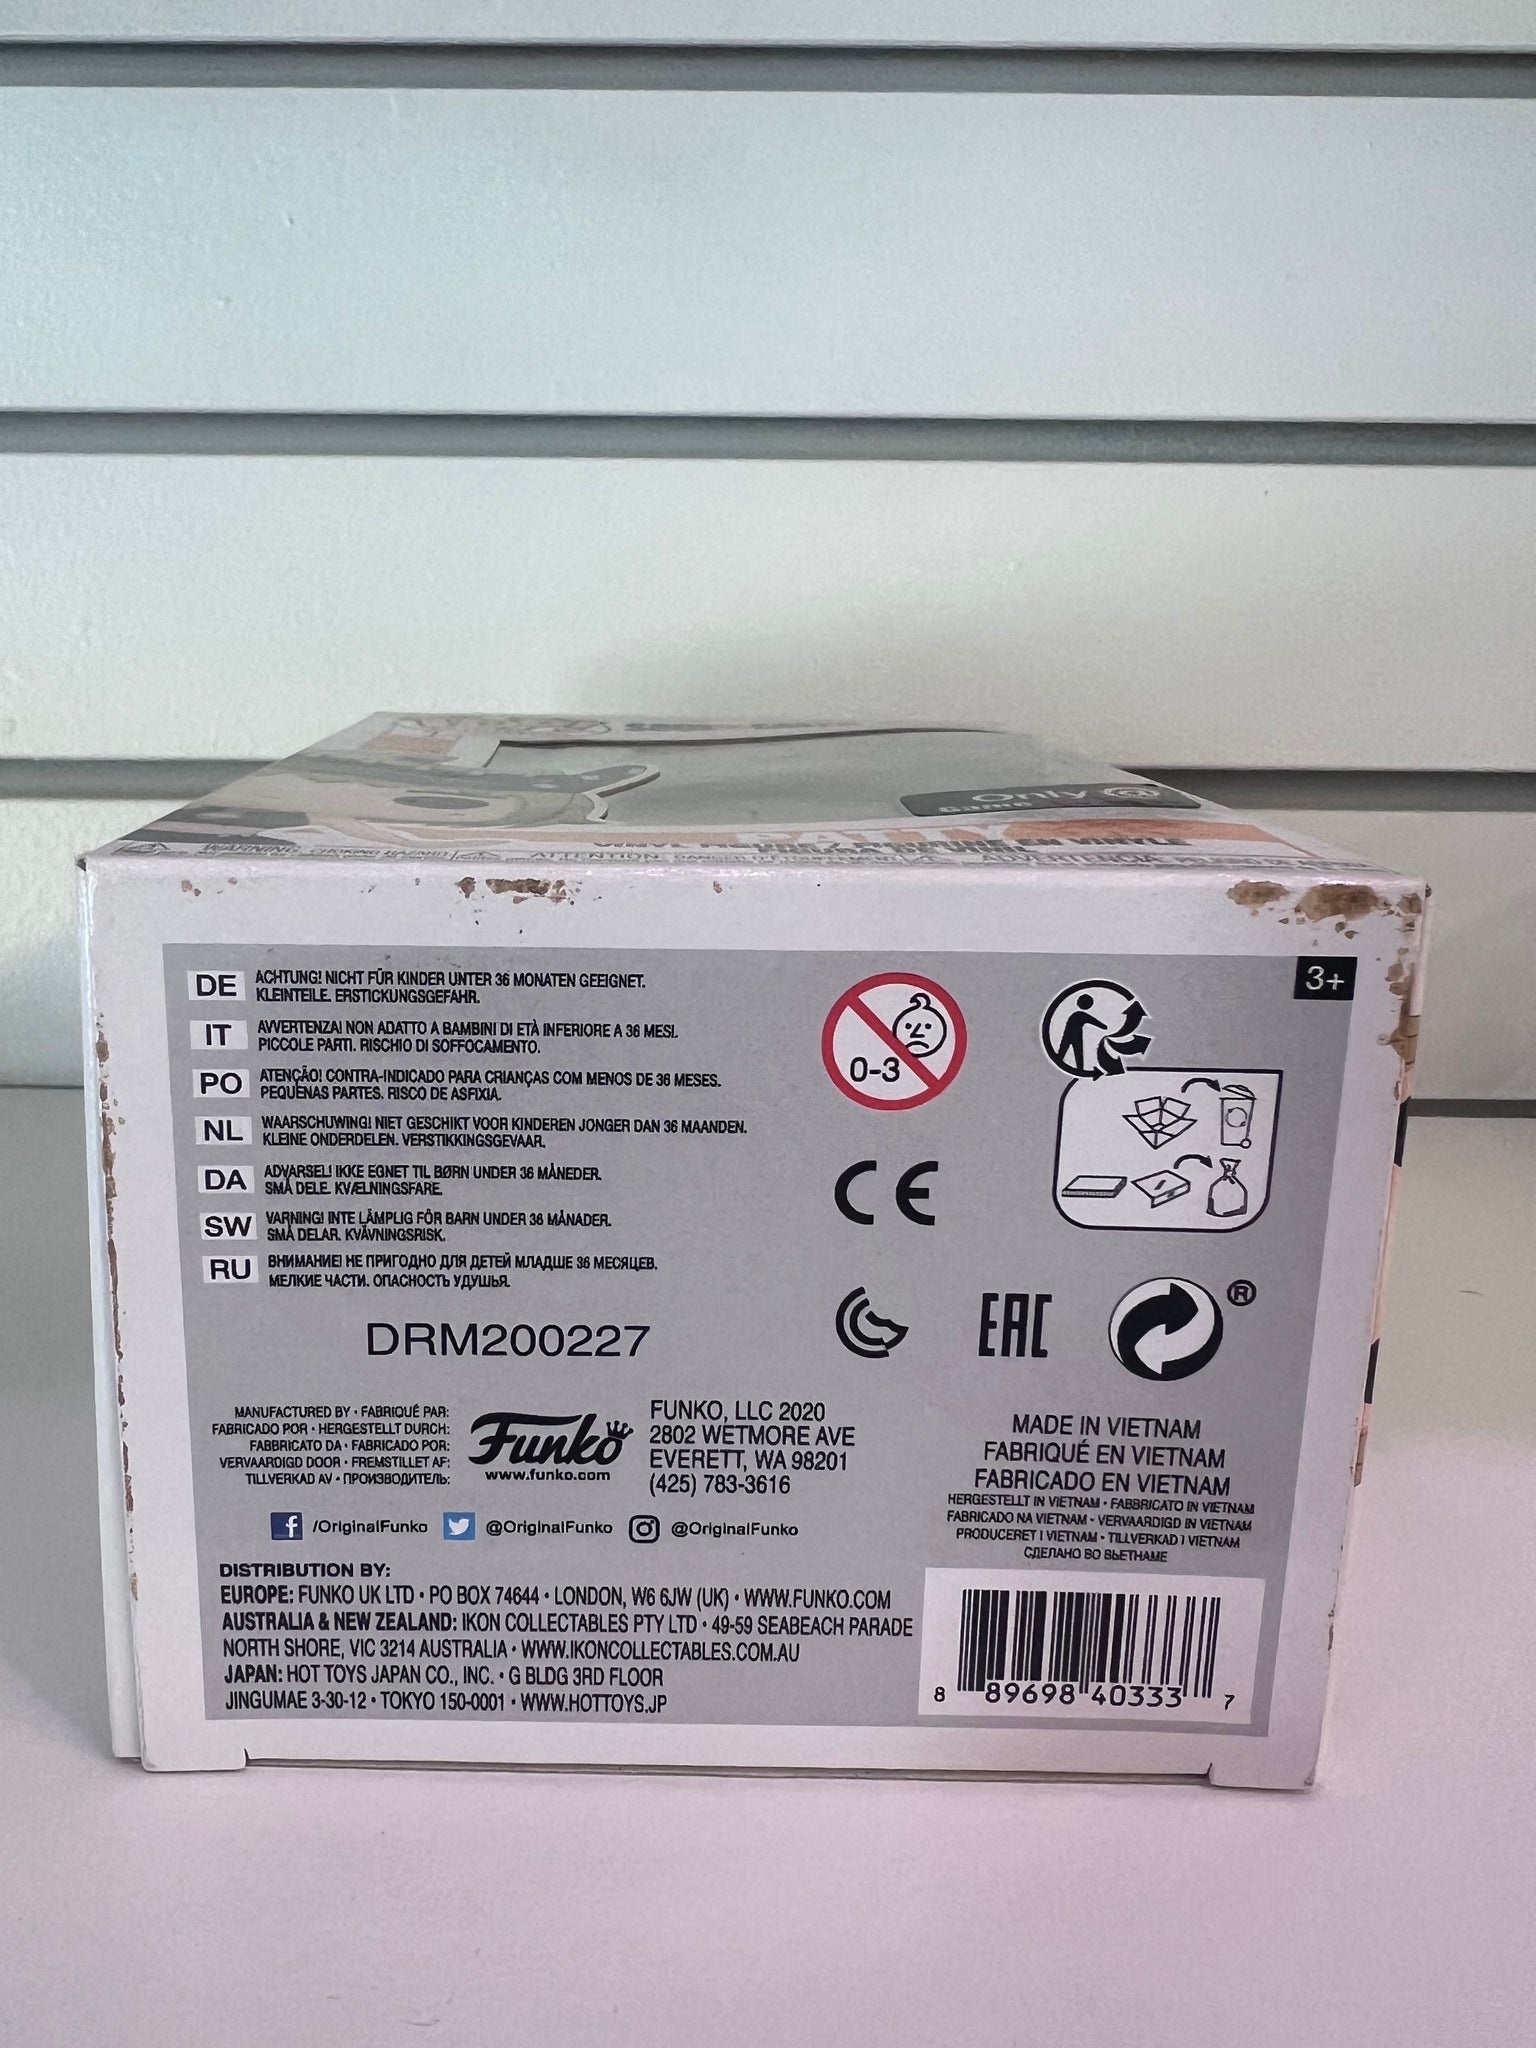 Only @
PATTY
WARNING: CHOKING HAZARD
ATTENTION
ADVERTENCIA
3+
DE ACHTUNG! NICHT FÜR KINDER UNTER 36 MONATEN GEEIGNET.
KLEINTEILE. ERSTICKUNGSGEFAHR.
IT AVVERTENZA! NON ADATTO A BAMBINI DI ETÀ INFERIORE A 36 MESI.
PICCOLE PARTI. RISCHIO DI SOFFOCAMENTO.
PO ATENÇÃO! CONTRA-INDICADO PARA CRIANÇAS COM MENOS DE 36 MESES.
PEQUENAS PARTES. RISCO DE ASFIXIA.
NL WAARSCHUWING! NIET GESCHIKT VOOR KINDEREN JONGER DAN 36 MAANDEN.
KLEINE ONDERDELEN. VERSTIKKINGSGEVAAR.
DA ADVARSEL! IKKE EGNET TIL BØRN UNDER 36 MÅNEDER.
SMÅ DELE. KVÆLNINGSFARE.
SW VARNING! INTE LÄMPLIG FÖR BARN UNDER 36 MÅNADER.
SMÅ DELAR. KVÄVNINGSRISK.
RU ВНИМАНИЕ! НЕ ПРИГОДНО ДЛЯ ДЕТЕЙ МЛАДШЕ 36 МЕСЯЦЕВ.
МЕЛКИЕ ЧАСТИ. ОПАСНОСТЬ УДУШЬЯ.
0-3
CE
EAC
®
DRM200227
MANUFACTURED BY • FABRIQUÉ PAR:
FABRICADO POR • HERGESTELLT DURCH:
FABBRICATO DA • FABRICADO POR:
VERVAARDIGD DOOR • FREMSTILLET AF:
TILLVERKAD AV • ПРОИЗВОДИТЕЛЬ:
Funko
www.funko.com
FUNKO, LLC 2020
2802 WETMORE AVE
EVERETT, WA 98201
(425) 783-3616
/OriginalFunko @OriginalFunko @OriginalFunko
MADE IN VIETNAM
FABRIQUÉ EN VIETNAM
FABRICADO EN VIETNAM
HERGESTELLT IN VIETNAM • FABBRICATO IN VIETNAM
FABRICADO NA VIETNAM • VERVAARDIGD IN VIETNAM
PRODUCERET I VIETNAM • TILLVERKAD I VIETNAM
СДЕЛАНО ВО ВЬЕТНАМЕ
DISTRIBUTION BY:
EUROPE: FUNKO UK LTD • PO BOX 74644 • LONDON, W6 6JW (UK) • WWW.FUNKO.COM
AUSTRALIA & NEW ZEALAND: IKON COLLECTABLES PTY LTD • 49-59 SEABEACH PARADE
NORTH SHORE, VIC 3214 AUSTRALIA • WWW.IKONCOLLECTABLES.COM.AU
JAPAN: HOT TOYS JAPAN CO., INC. • G BLDG 3RD FLOOR
JINGUMAE 3-30-12 • TOKYO 150-0001 • WWW.HOTTOYS.JP
8 89698 40333 7